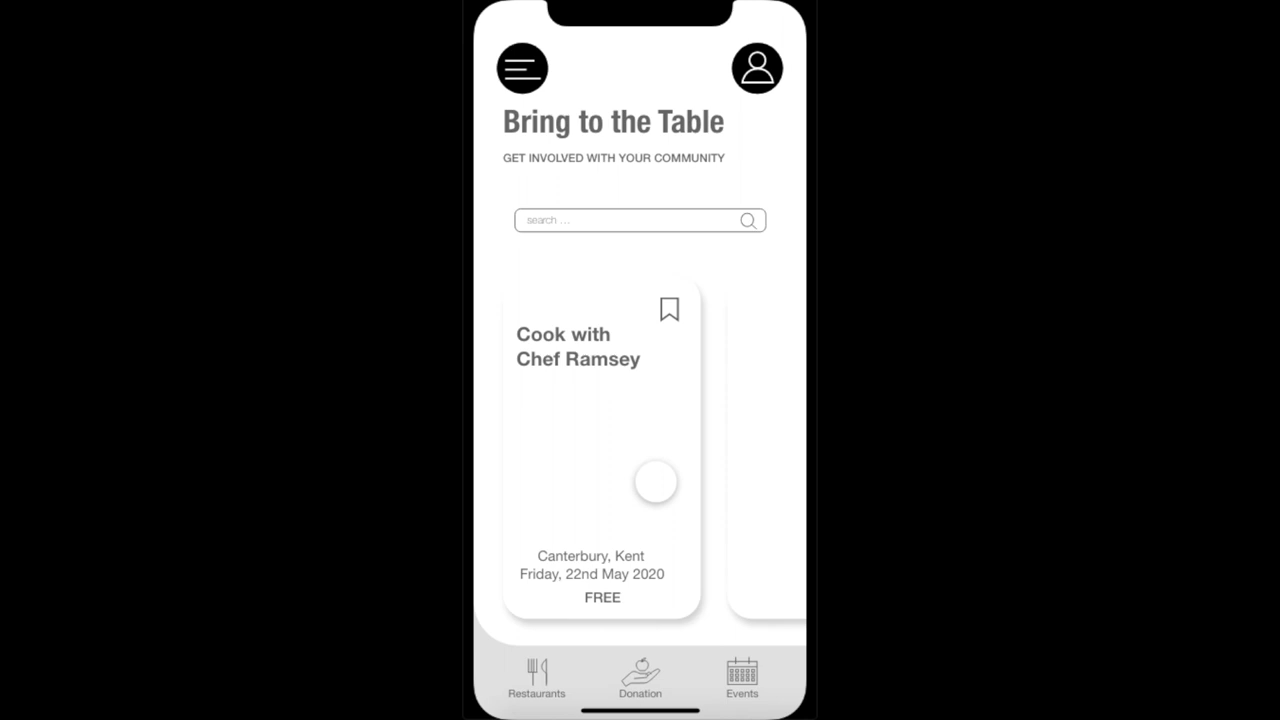 Bring to the Table
GET INVOLVED WITH YOUR COMMUNITY
search ...
Cook with
Chef Ramsey
Canterbury, Kent
Friday, 22nd May 2020
FREE
Restaurants
Donation
Events